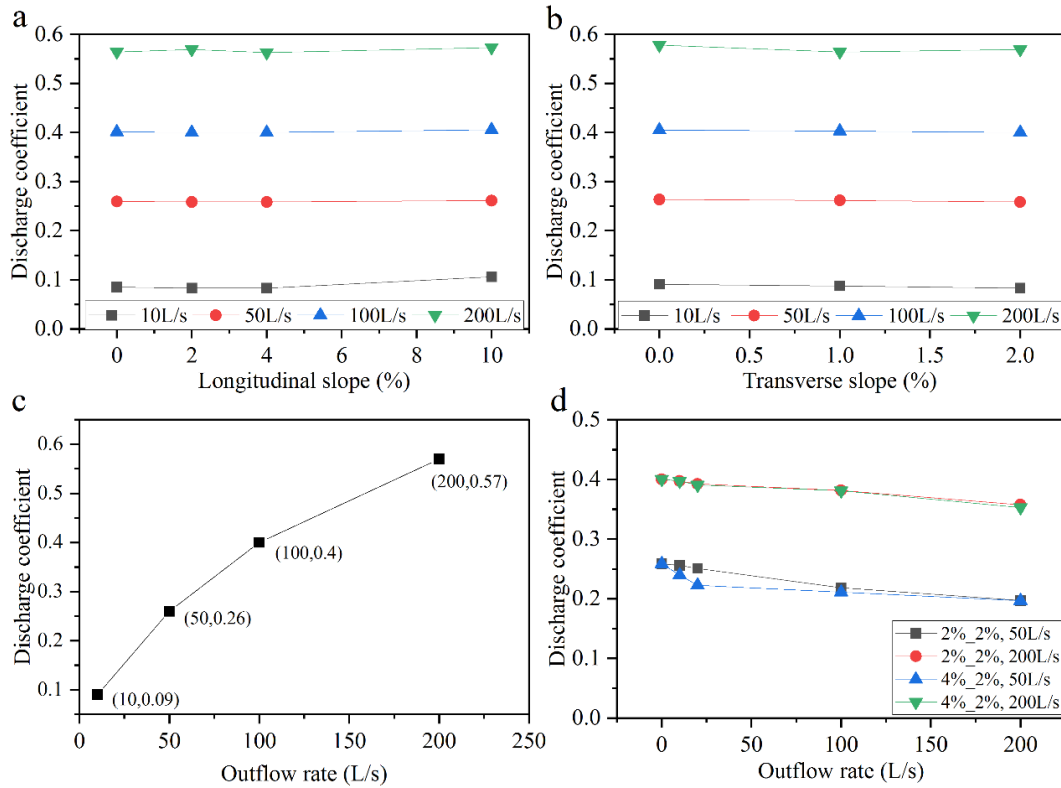 a
0.6
0.5
0.4
0.3
0.2
0.1
0.0
Discharge coefficient
10L/s 50L/s 100L/s 200L/s
0 2 4 6 8 10
Longitudinal slope (%)
b
0.6
0.5
0.4
0.3
0.2
0.1
0.0
Discharge coefficient
10L/s 50L/s 100L/s 200L/s
0.0 0.5 1.0 1.5 2.0
Transverse slope (%)
c
0.6
0.5
0.4
0.3
0.2
0.1
Discharge coefficient
(200,0.57)
(100,0.4)
(50,0.26)
(10,0.09)
0 50 100 150 200 250
Outflow rate (L/s)
d
0.5
0.4
0.3
0.2
0.1
0.0
Discharge coefficient
2%_2%, 50L/s
2%_2%, 200L/s
4%_2%, 50L/s
4%_2%, 200L/s
0 50 100 150 200
Outflow rate (L/s)